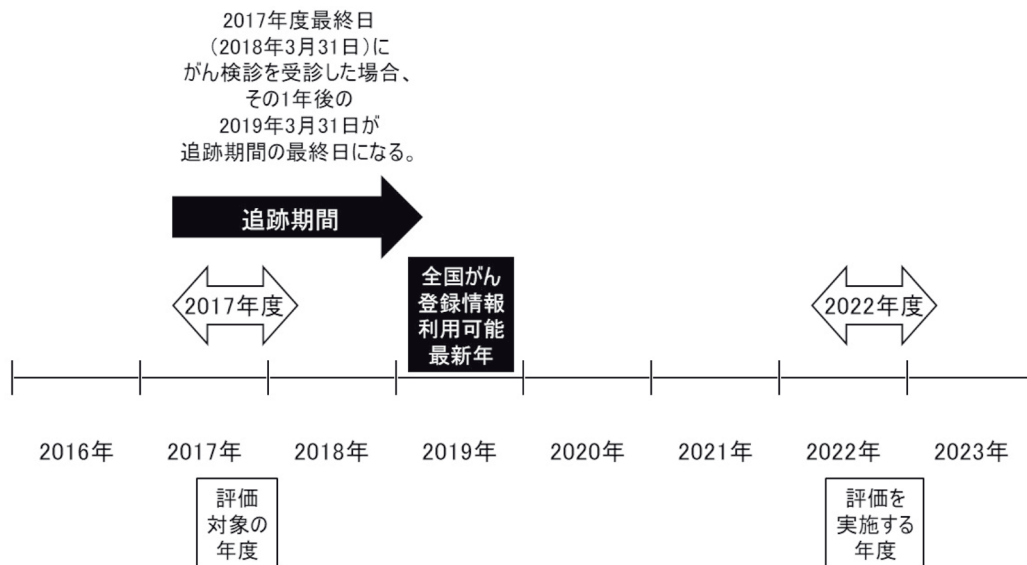 2017年度最終日
（2018年3月31日）に
がん検診を受診した場合、
その1年後の
2019年3月31日が
追跡期間の最終日になる。
追跡期間
全国がん
登録情報
利用可能
最新年
2017年度
2022年度
2016年
2017年
2018年
2019年
2020年
2021年
2022年
2023年
評価
対象の
年度
評価を
実施する
年度